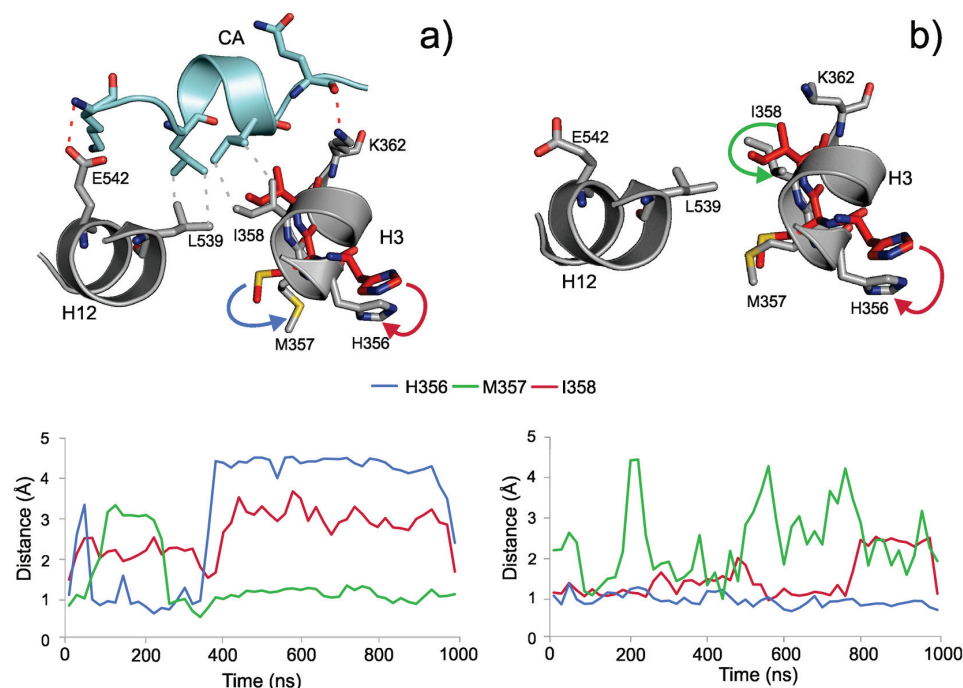 a)
CA
K362
E542
L539
I358
H3
H12
M357
H356
b)
K362
I358
E542
H3
L539
H12
M357
H356
H356 M357 I358
Distance (Å)
5
4
3
2
1
0
0 200 400 600 800 1000
Time (ns)
Distance (Å)
5
4
3
2
1
0
0 200 400 600 800 1000
Time (ns)